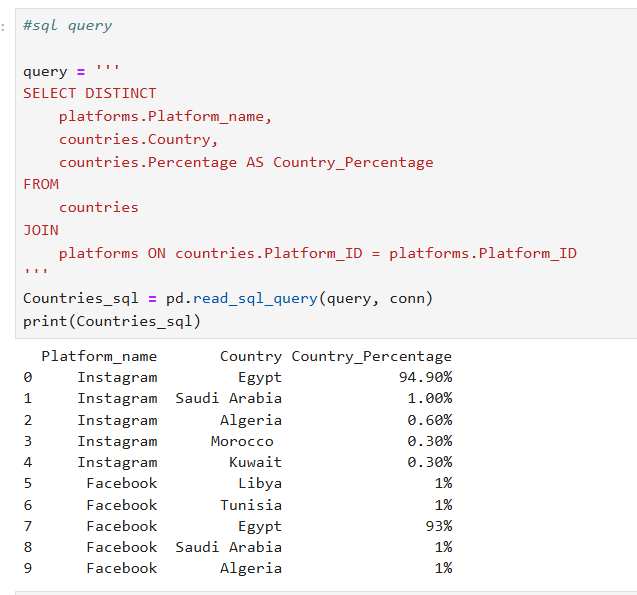 :
#sql query
query = '''
SELECT DISTINCT
    platforms.Platform_name,
    countries.Country,
    countries.Percentage AS Country_Percentage
FROM
    countries
JOIN
    platforms ON countries.Platform_ID = platforms.Platform_ID
'''
Countries_sql = pd.read_sql_query(query, conn)
print(Countries_sql)
  Platform_name       Country Country_Percentage
0     Instagram         Egypt             94.90%
1     Instagram  Saudi Arabia              1.00%
2     Instagram       Algeria              0.60%
3     Instagram      Morocco               0.30%
4     Instagram        Kuwait              0.30%
5      Facebook         Libya                 1%
6      Facebook       Tunisia                 1%
7      Facebook         Egypt                93%
8      Facebook  Saudi Arabia                 1%
9      Facebook       Algeria                 1%